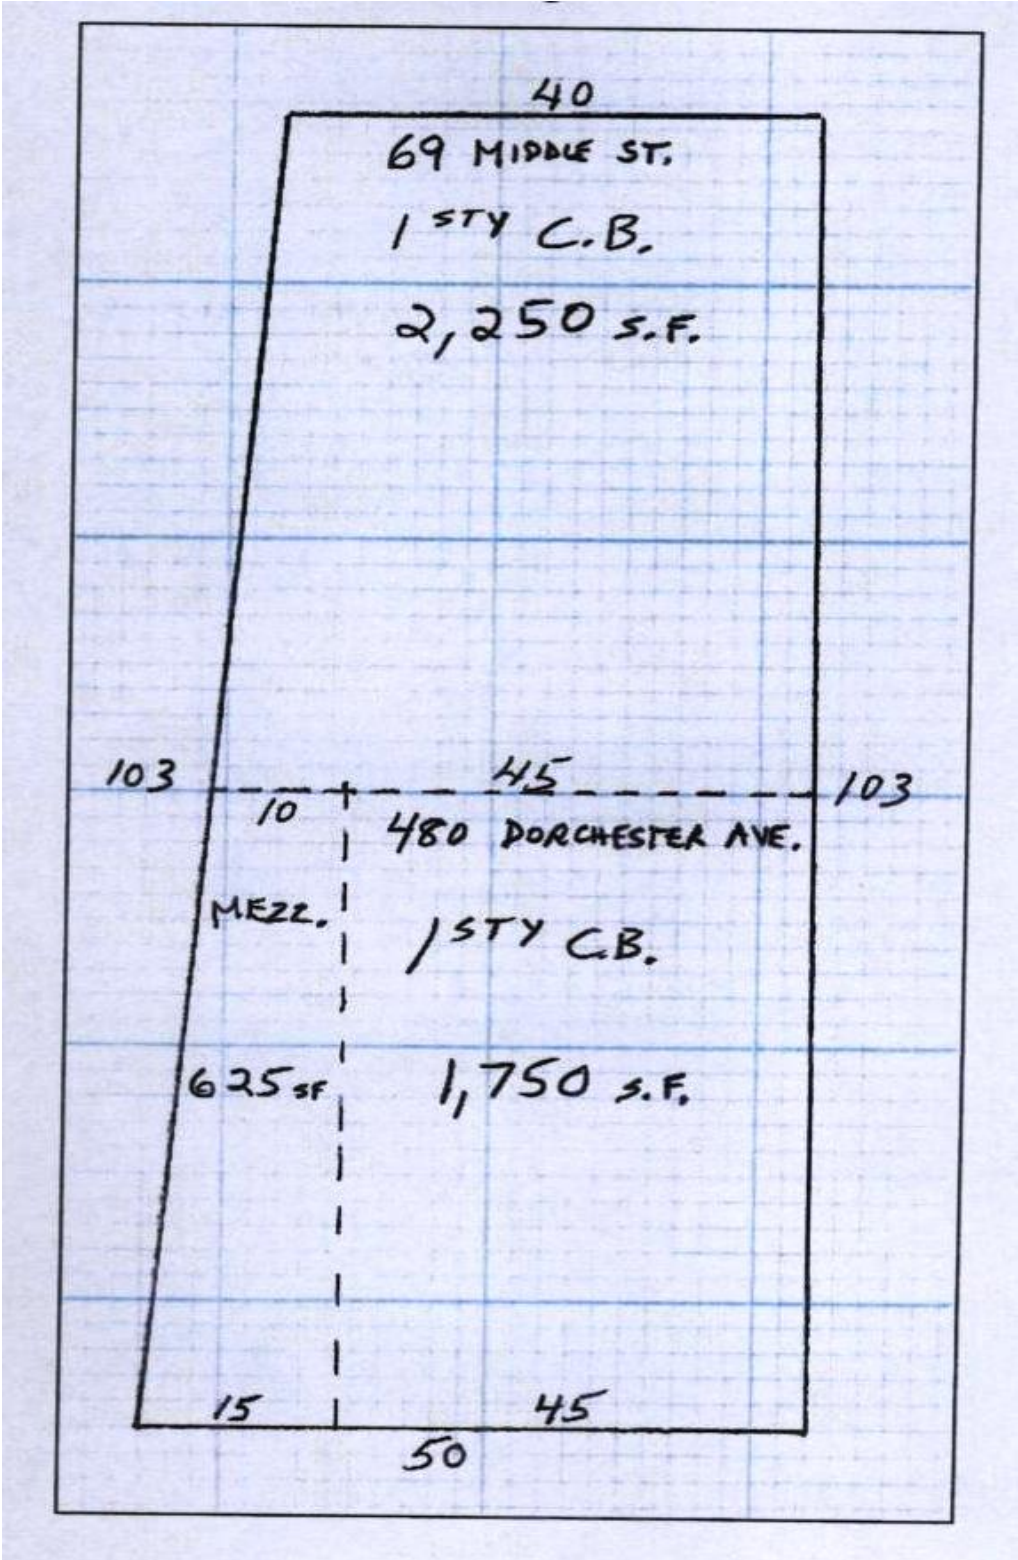 40
69 MIDDLE ST.
1 STY C.B.
2,250 S.F.
103
45
103
10
480 DORCHESTER AVE.
MEZZ.
1 STY C.B.
625 SF
1,750 S.F.
15
45
50